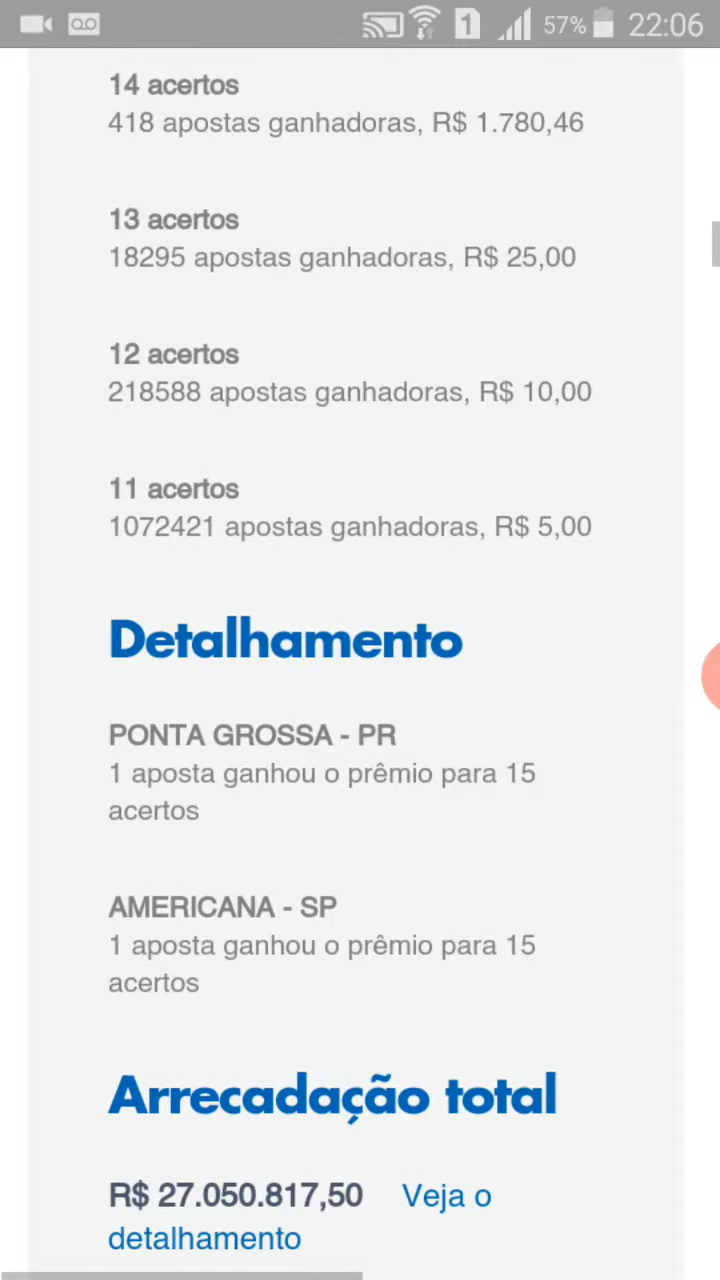 1 57% 22:06
14 acertos
418 apostas ganhadoras, R$ 1.780,46
13 acertos
18295 apostas ganhadoras, R$ 25,00
12 acertos
218588 apostas ganhadoras, R$ 10,00
11 acertos
1072421 apostas ganhadoras, R$ 5,00
Detalhamento
PONTA GROSSA - PR
1 aposta ganhou o prêmio para 15
acertos
AMERICANA - SP
1 aposta ganhou o prêmio para 15
acertos
Arrecadação total
R$ 27.050.817,50 Veja o
detalhamento